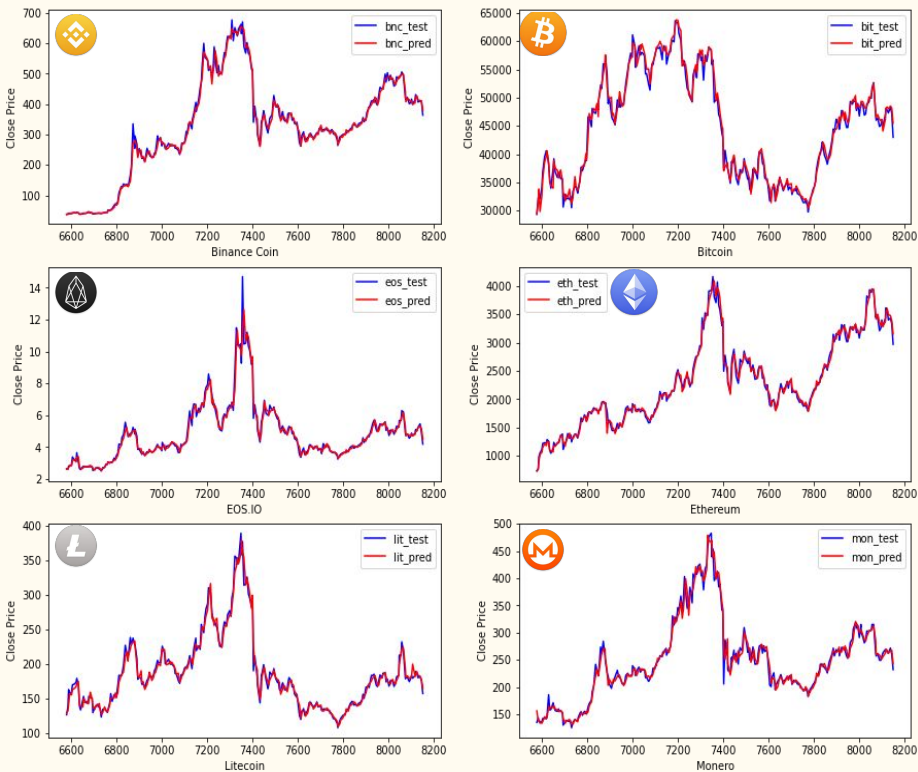 700
600
500
400
300
200
100
Close Price
bnc_test
bnc_pred
6600 6800 7000 7200 7400 7600 7800 8000 8200
Binance Coin
65000
60000
55000
50000
45000
40000
35000
30000
Close Price
bit_test
bit_pred
6600 6800 7000 7200 7400 7600 7800 8000 8200
Bitcoin
14
12
10
8
6
4
2
Close Price
eos_test
eos_pred
6600 6800 7000 7200 7400 7600 7800 8000 8200
EOS.IO
4000
3500
3000
2500
2000
1500
1000
Close Price
eth_test
eth_pred
6600 6800 7000 7200 7400 7600 7800 8000 8200
Ethereum
400
350
300
250
200
150
100
Close Price
lit_test
lit_pred
6600 6800 7000 7200 7400 7600 7800 8000 8200
Litecoin
500
450
400
350
300
250
200
150
Close Price
mon_test
mon_pred
6600 6800 7000 7200 7400 7600 7800 8000 8200
Monero